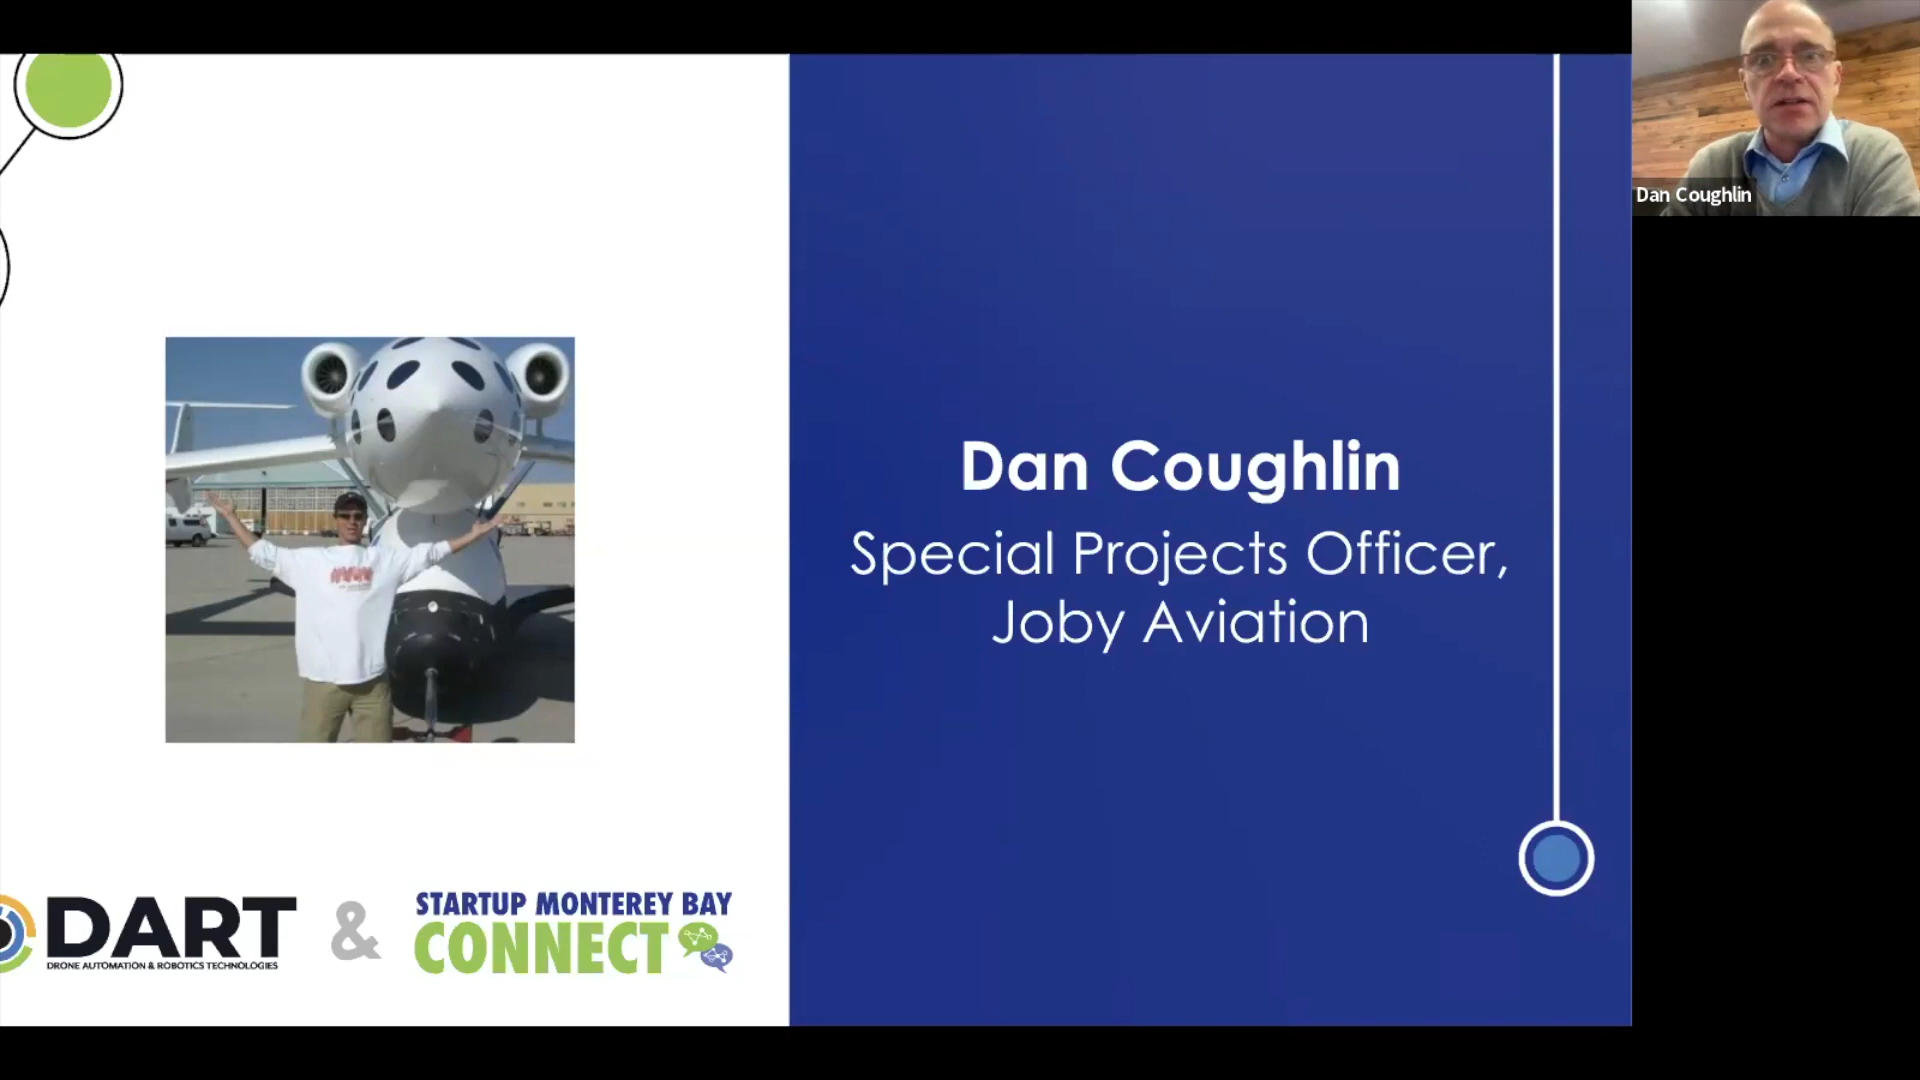 Dan Coughlin
Dan Coughlin
Special Projects Officer,
Joby Aviation
DART
DRONE AUTOMATION & ROBOTICS TECHNOLOGIES
&
STARTUP MONTEREY BAY
CONNECT